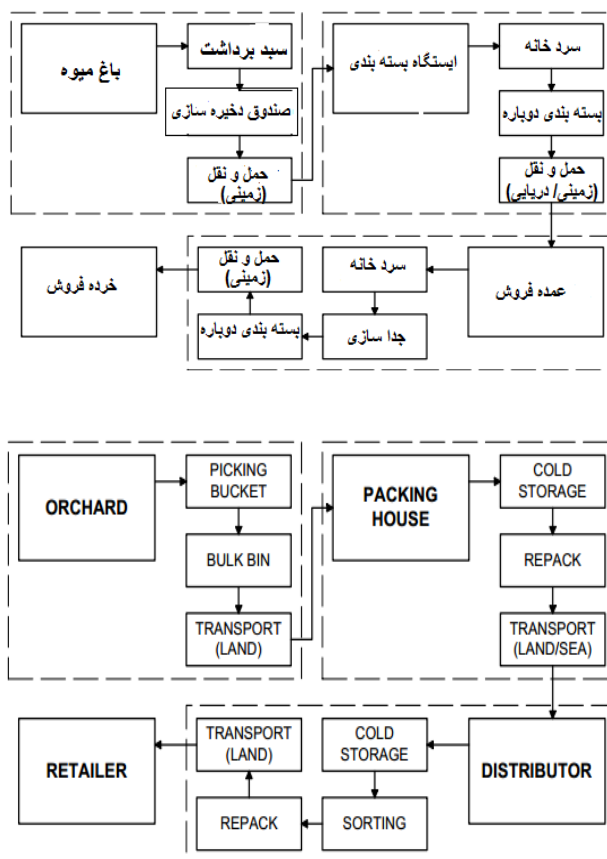 باغ میوه
سبد برداشت
صندوق ذخیره سازی
حمل و نقل
(زمینی)
ایستگاه بسته بندی
سرد خانه
بسته بندی دوباره
حمل و نقل
(زمینی/ دریایی)
عمده فروش
سرد خانه
جدا سازی
بسته بندی دوباره
حمل و نقل
(زمینی)
خرده فروش
ORCHARD
PICKING
BUCKET
BULK BIN
TRANSPORT
(LAND)
PACKING
HOUSE
COLD
STORAGE
REPACK
TRANSPORT
(LAND/SEA)
DISTRIBUTOR
COLD
STORAGE
SORTING
REPACK
TRANSPORT
(LAND)
RETAILER